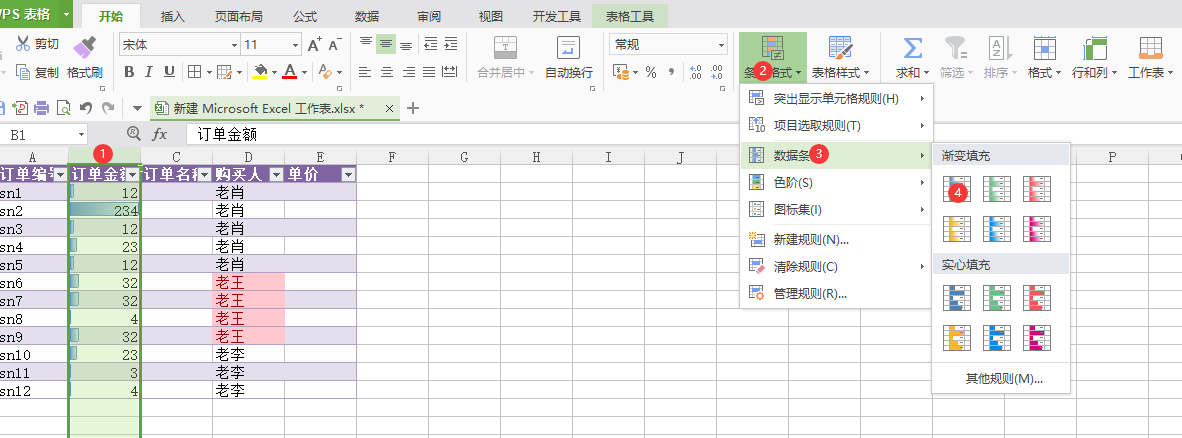 WPS 表格 开始 插入 页面布局 公式 数据 审阅 视图 开发工具 表格工具
剪切 宋体 11 A+ A- 常规
复制 格式刷 B I U A 合并居中 自动换行 % , 2 格式 表格样式 求和 筛选 排序 格式 行和列 工作表
新建 Microsoft Excel 工作表.xlsx *
B1 fx 订单金额
突出显示单元格规则(H)
项目选取规则(T)
数据条 3
色阶(S)
图标集(I)
新建规则(N)...
清除规则(C)
管理规则(R)...
渐变填充
4
实心填充
其他规则(M)...
1
A B C D E F G H I J P
订单编号 订单金额 订单名称 购买人 单价
sn1 12 老肖
sn2 234 老肖
sn3 12 老肖
sn4 23 老肖
sn5 12 老肖
sn6 32 老王
sn7 32 老王
sn8 4 老王
sn9 32 老王
sn10 23 老李
sn11 3 老李
sn12 4 老李